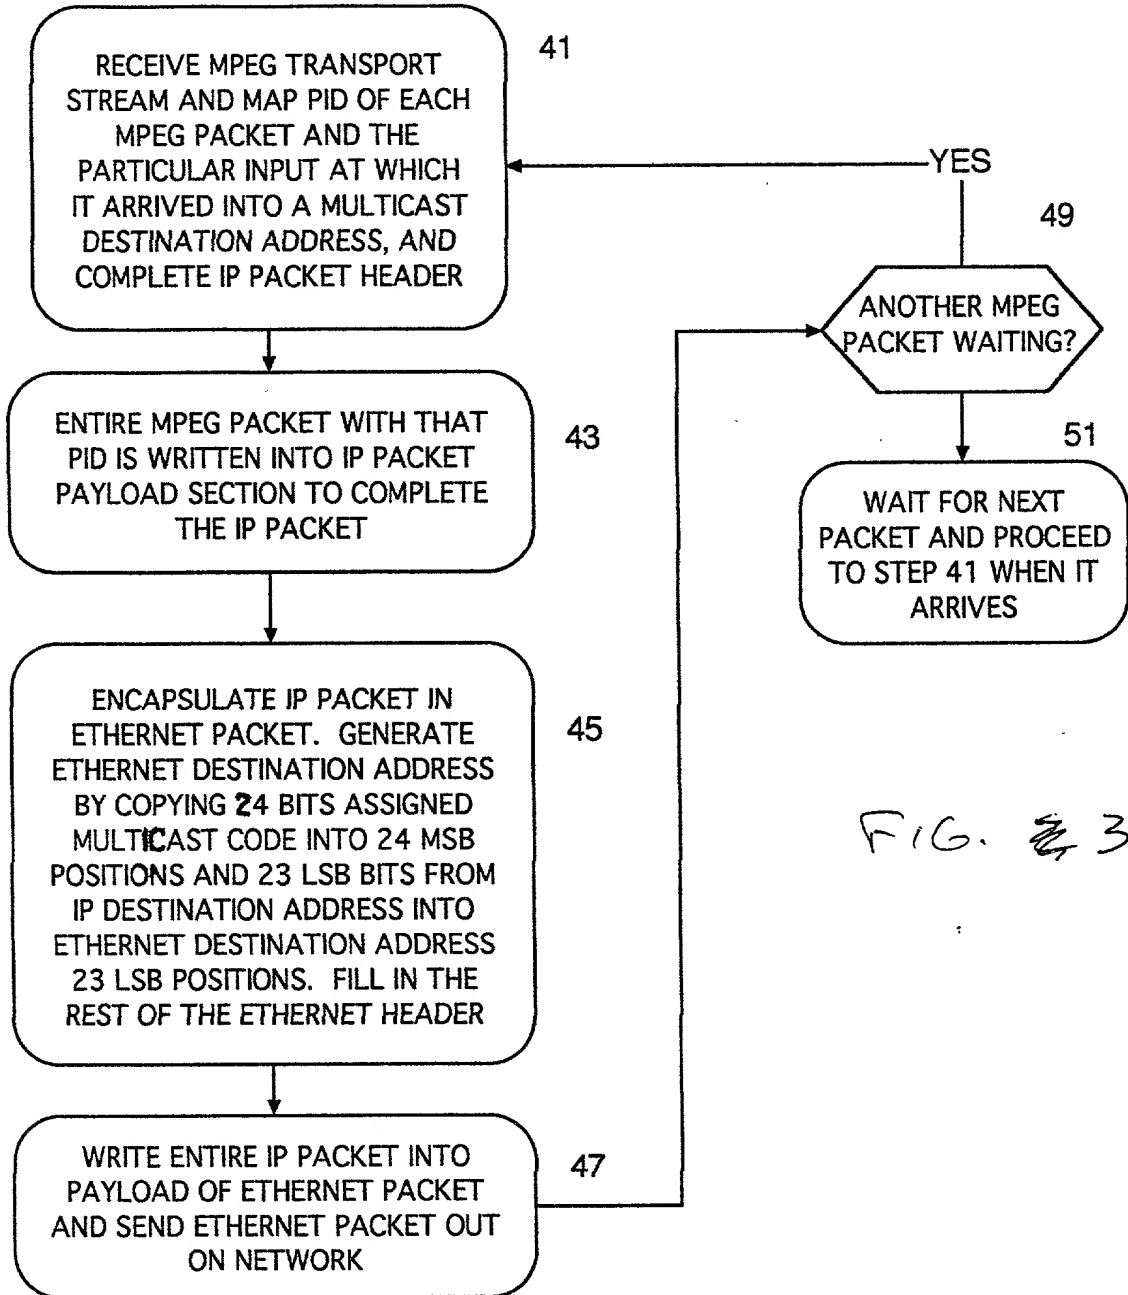 RECEIVE MPEG TRANSPORT
STREAM AND MAP PID OF EACH
MPEG PACKET AND THE
PARTICULAR INPUT AT WHICH
IT ARRIVED INTO A MULTICAST
DESTINATION ADDRESS, AND
COMPLETE IP PACKET HEADER
41
ENTIRE MPEG PACKET WITH THAT
PID IS WRITTEN INTO IP PACKET
PAYLOAD SECTION TO COMPLETE
THE IP PACKET
43
ENCAPSULATE IP PACKET IN
ETHERNET PACKET. GENERATE
ETHERNET DESTINATION ADDRESS
BY COPYING 24 BITS ASSIGNED
MULTICAST CODE INTO 24 MSB
POSITIONS AND 23 LSB BITS FROM
IP DESTINATION ADDRESS INTO
ETHERNET DESTINATION ADDRESS
23 LSB POSITIONS. FILL IN THE
REST OF THE ETHERNET HEADER
45
WRITE ENTIRE IP PACKET INTO
PAYLOAD OF ETHERNET PACKET
AND SEND ETHERNET PACKET OUT
ON NETWORK
47
YES
49
ANOTHER MPEG
PACKET WAITING?
51
WAIT FOR NEXT
PACKET AND PROCEED
TO STEP 41 WHEN IT
ARRIVES
FIG. 3